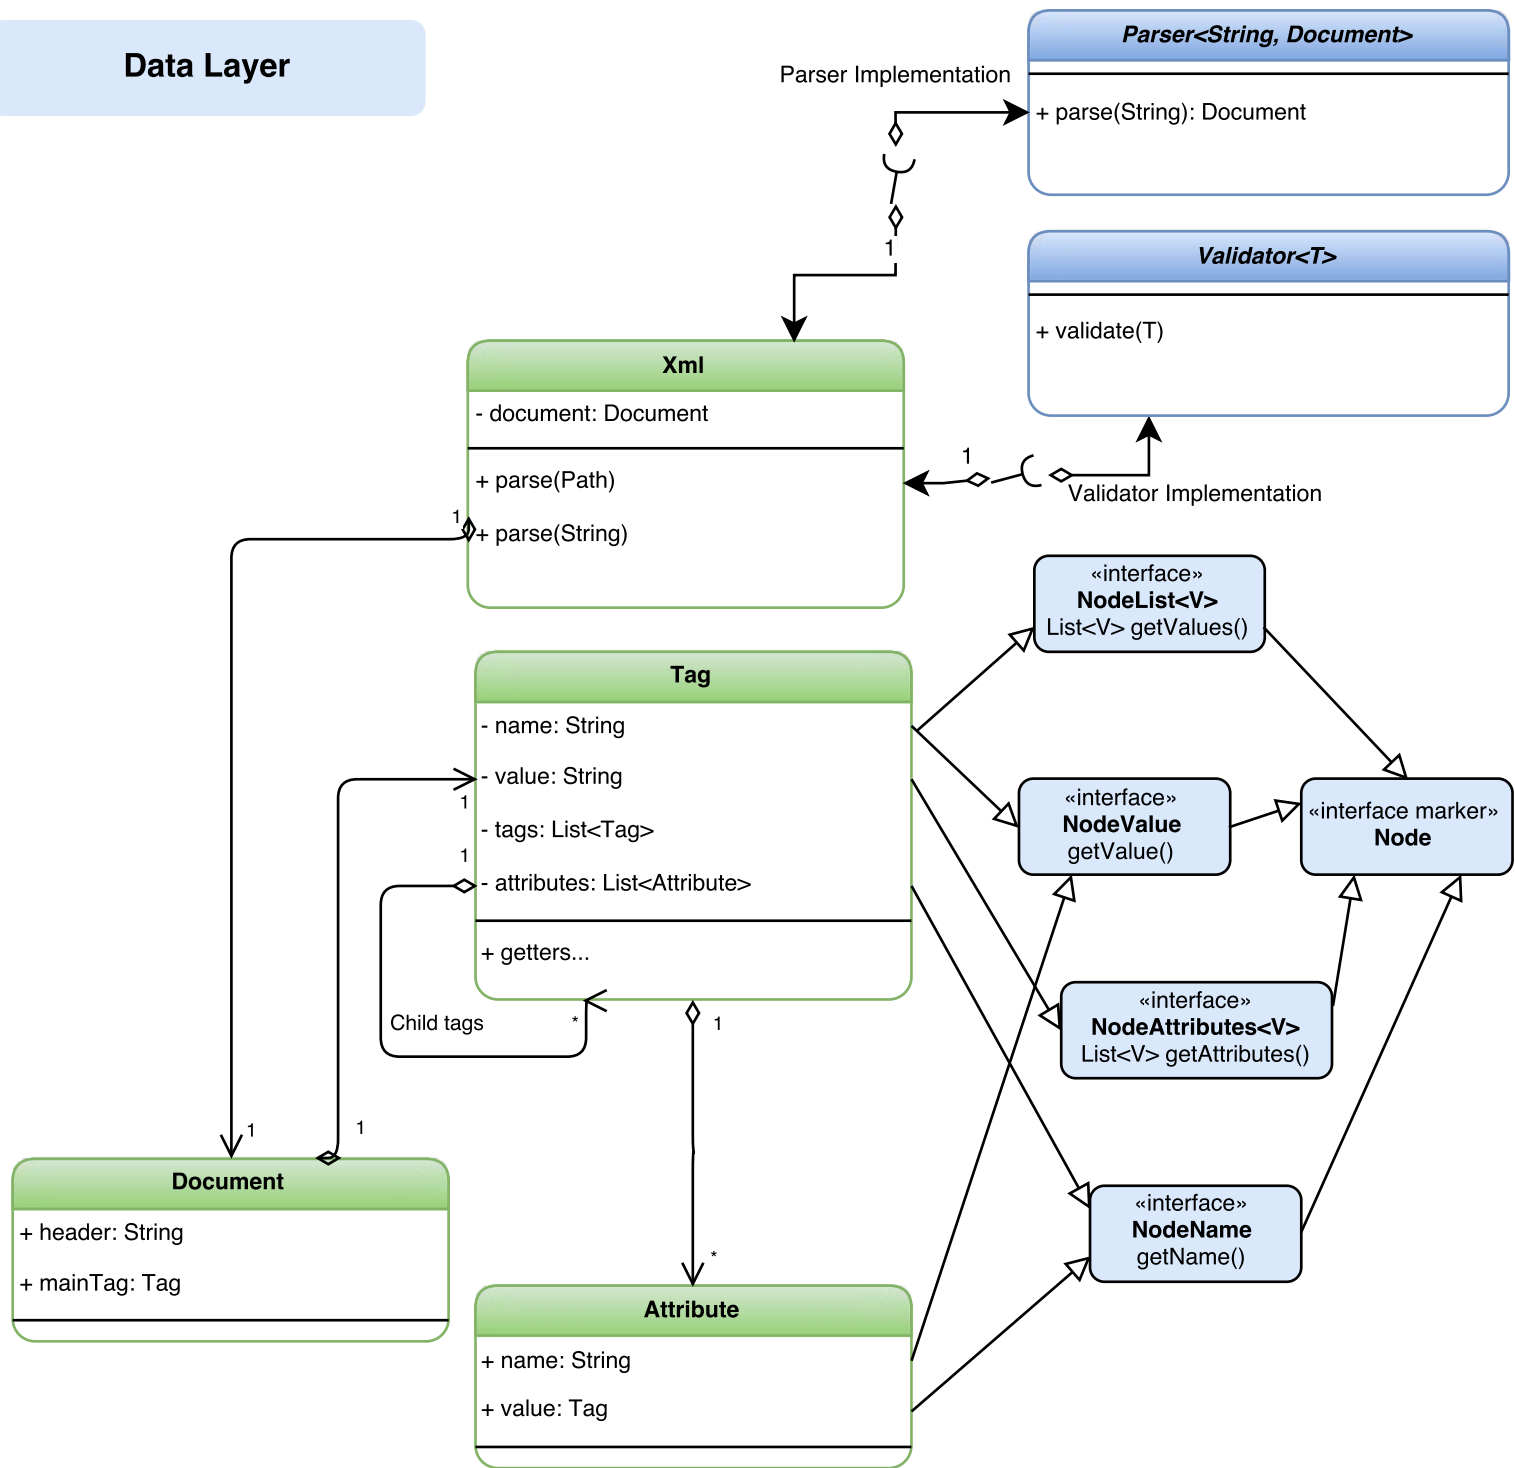 Data Layer
Parser Implementation
Parser<String, Document>
+ parse(String): Document
1
Validator<T>
+ validate(T)
Xml
- document: Document
+ parse(Path)
+ parse(String)
1
Validator Implementation
1
«interface»
NodeList<V>
List<V> getValues()
Tag
- name: String
- value: String
- tags: List<Tag>
- attributes: List<Attribute>
+ getters...
1
1
Child tags
*
1
«interface»
NodeValue
getValue()
«interface marker»
Node
«interface»
NodeAttributes<V>
List<V> getAttributes()
«interface»
NodeName
getName()
1
1
Document
+ header: String
+ mainTag: Tag
*
Attribute
+ name: String
+ value: Tag